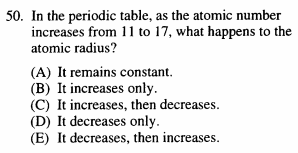 50. In the periodic table, as the atomic number
increases from 11 to 17, what happens to the
atomic radius?
(A) It remains constant.
(B) It increases only.
(C) It increases, then decreases.
(D) It decreases only.
(E) It decreases, then increases.